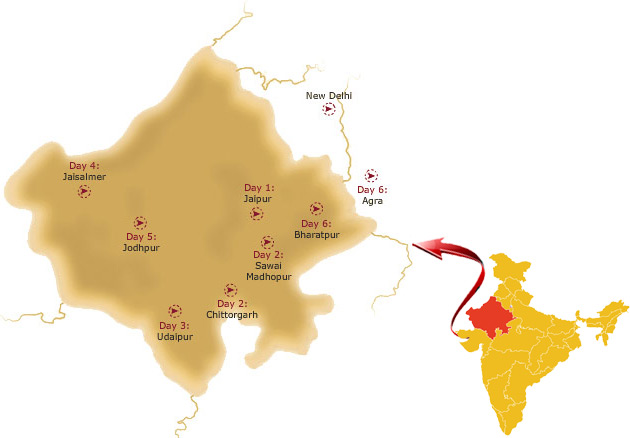 New Delhi
Day 4:
Jaisalmer
Day 6:
Agra
Day 1:
Jaipur
Day 6:
Bharatpur
Day 5:
Jodhpur
Day 2:
Sawai
Madhopur
Day 2:
Chittorgarh
Day 3:
Udaipur